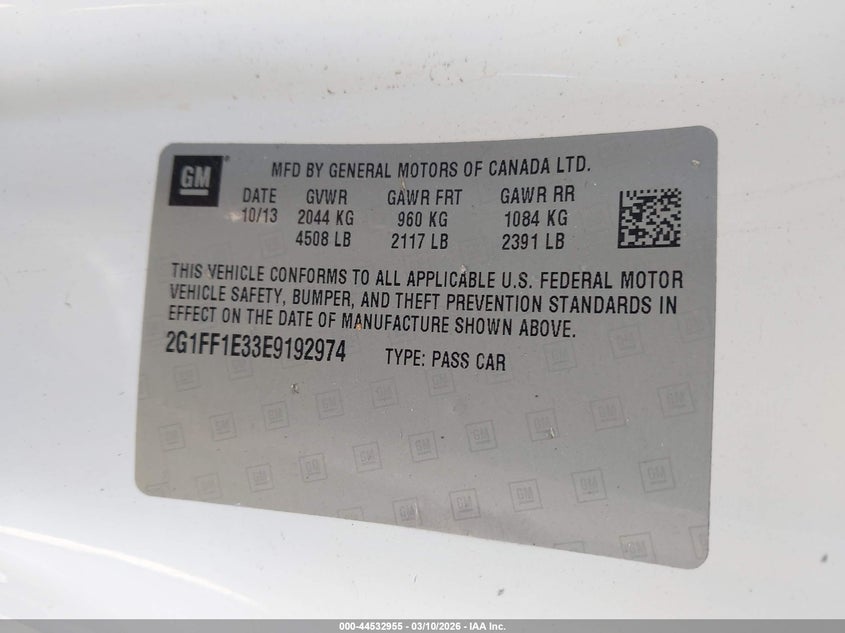 GM
MFD BY GENERAL MOTORS OF CANADA LTD.
DATE GVWR GAWR FRT GAWR RR
10/13 2044 KG 960 KG 1084 KG
4508 LB 2117 LB 2391 LB
THIS VEHICLE CONFORMS TO ALL APPLICABLE U.S. FEDERAL MOTOR
VEHICLE SAFETY, BUMPER, AND THEFT PREVENTION STANDARDS IN
EFFECT ON THE DATE OF MANUFACTURE SHOWN ABOVE.
2G1FF1E33E9192974 TYPE: PASS CAR
000-44532955 — 03/10/2026 — IAA Inc.